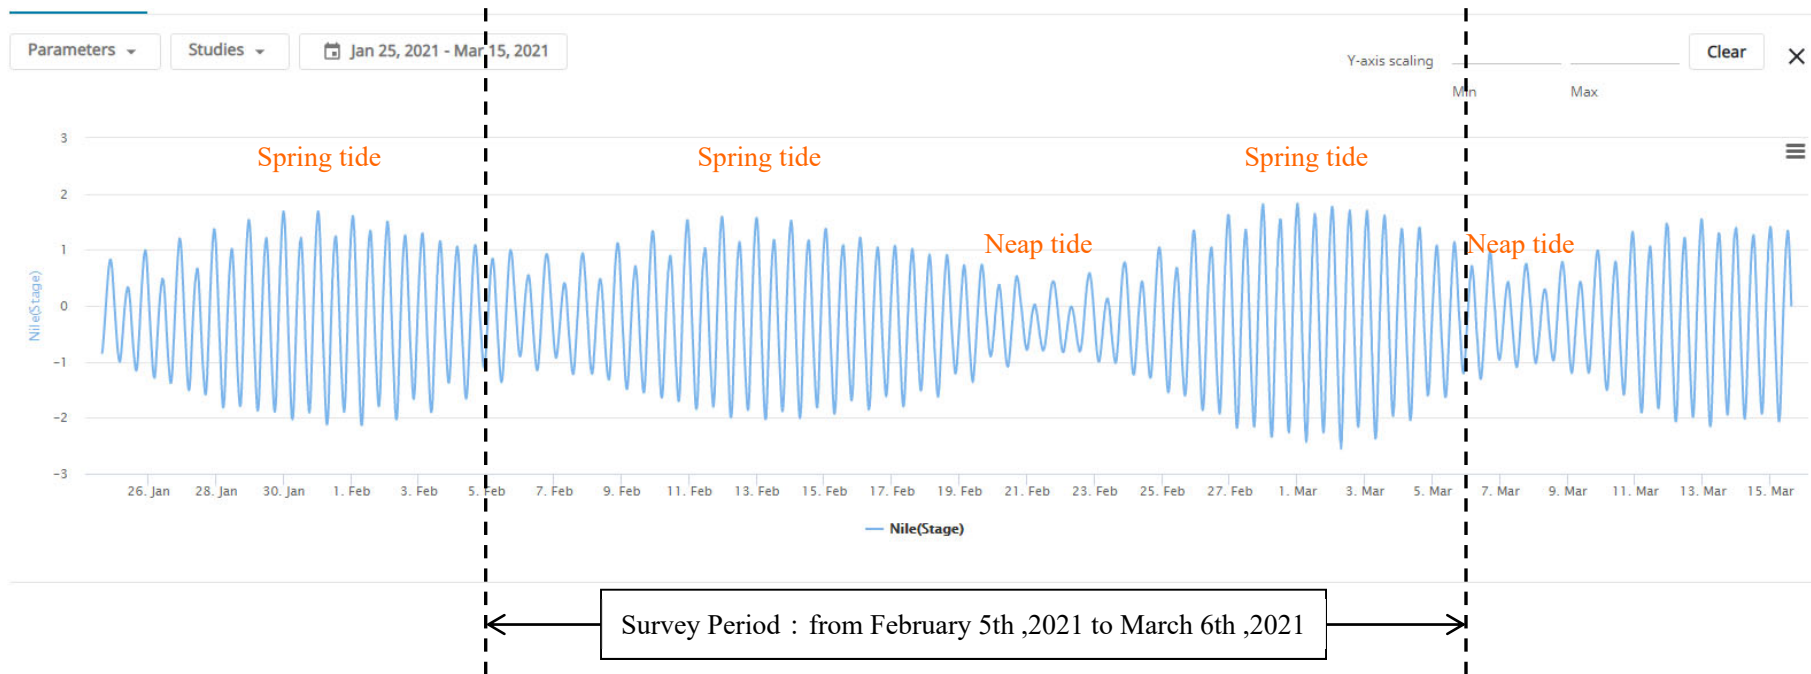 Parameters
Studies
Jan 25, 2021 - Mar 15, 2021
Y-axis scaling
Min
Max
Clear
Spring tide
Spring tide
Spring tide
Neap tide
Neap tide
Nile(Stage)
3
2
1
0
−1
−2
−3
26. Jan 28. Jan 30. Jan 1. Feb 3. Feb 5. Feb 7. Feb 9. Feb 11. Feb 13. Feb 15. Feb 17. Feb 19. Feb 21. Feb 23. Feb 25. Feb 27. Feb 1. Mar 3. Mar 5. Mar 7. Mar 9. Mar 11. Mar 13. Mar 15. Mar
Nile(Stage)
Survey Period：from February 5th ,2021 to March 6th ,2021